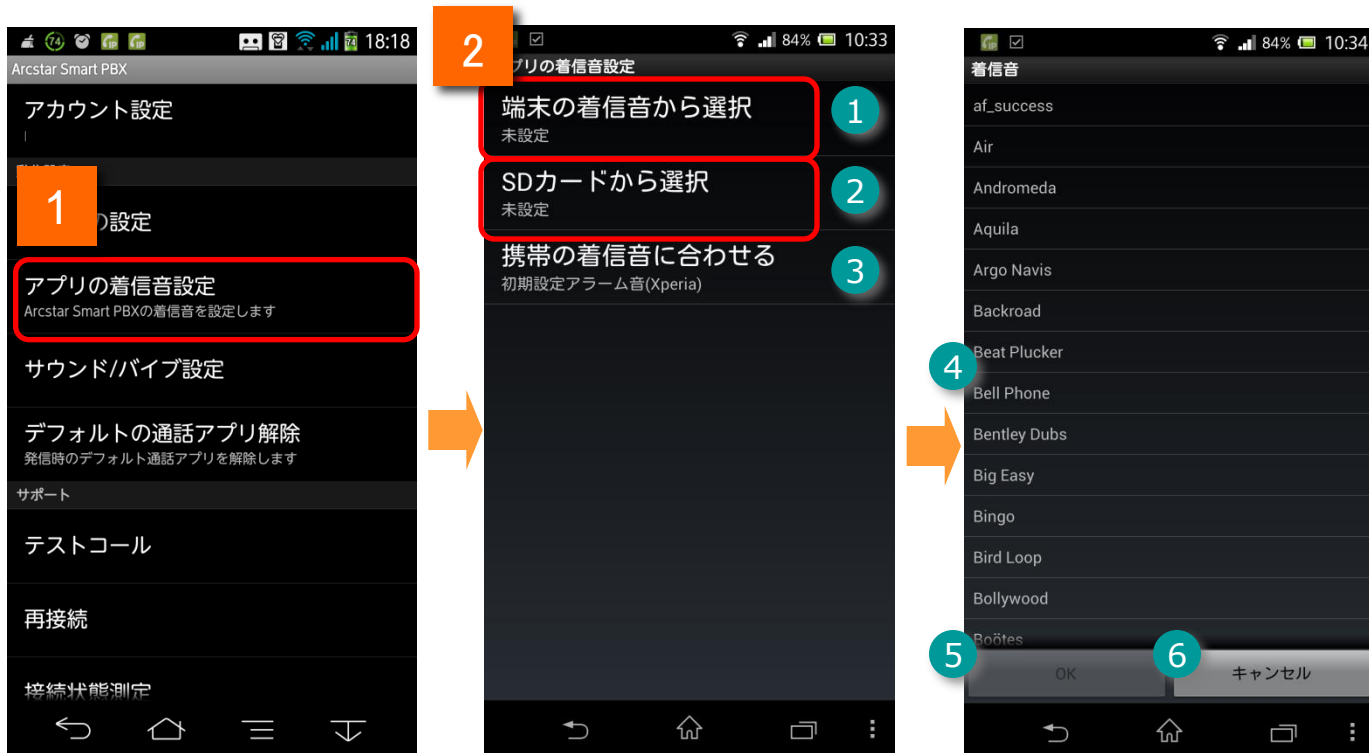 74
74 18:18
Arcstar Smart PBX
アカウント設定
1
の設定
アプリの着信音設定
Arcstar Smart PBXの着信音を設定します
サウンド/バイブ設定
デフォルトの通話アプリ解除
発信時のデフォルト通話アプリを解除します
サポート
テストコール
再接続
接続状態測定
2
84% 10:33
プリの着信音設定
端末の着信音から選択
未設定
1
SDカードから選択
未設定
2
携帯の着信音に合わせる
初期設定アラーム音(Xperia)
3
84% 10:34
着信音
af_success
Air
Andromeda
Aquila
Argo Navis
Backroad
Beat Plucker
4
Bell Phone
Bentley Dubs
Big Easy
Bingo
Bird Loop
Bollywood
Boötes
5
OK
6
キャンセル